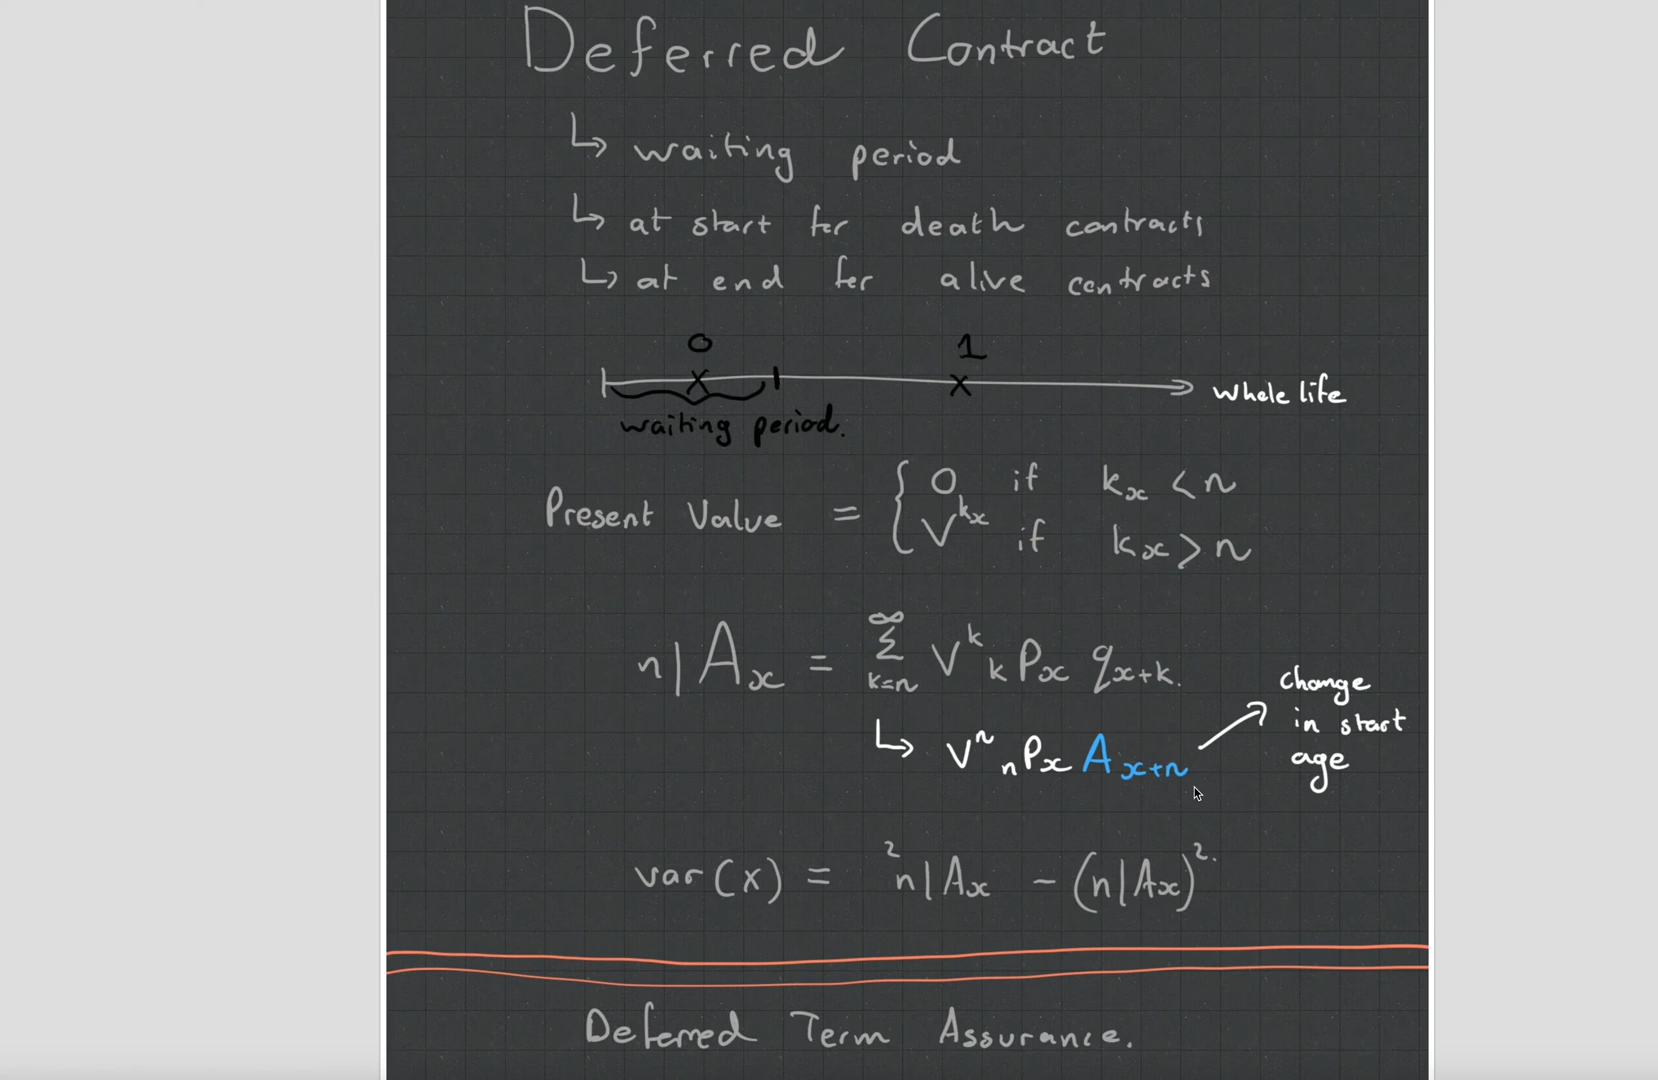 Deferred Contract
↳ waiting period
↳ at start for death contracts
↳ at end for alive contracts
0 1
x x
whole life
waiting period.
Present Value = { 0 if kx < n
V^kx if kx > n
n|Ax = ∞ Σ k=n V^k kPx qx+k.
↳ V^n nPx Ax+n
change
in start
age
var(x) = ²n|Ax - (n|Ax)².
Deferred Term Assurance.